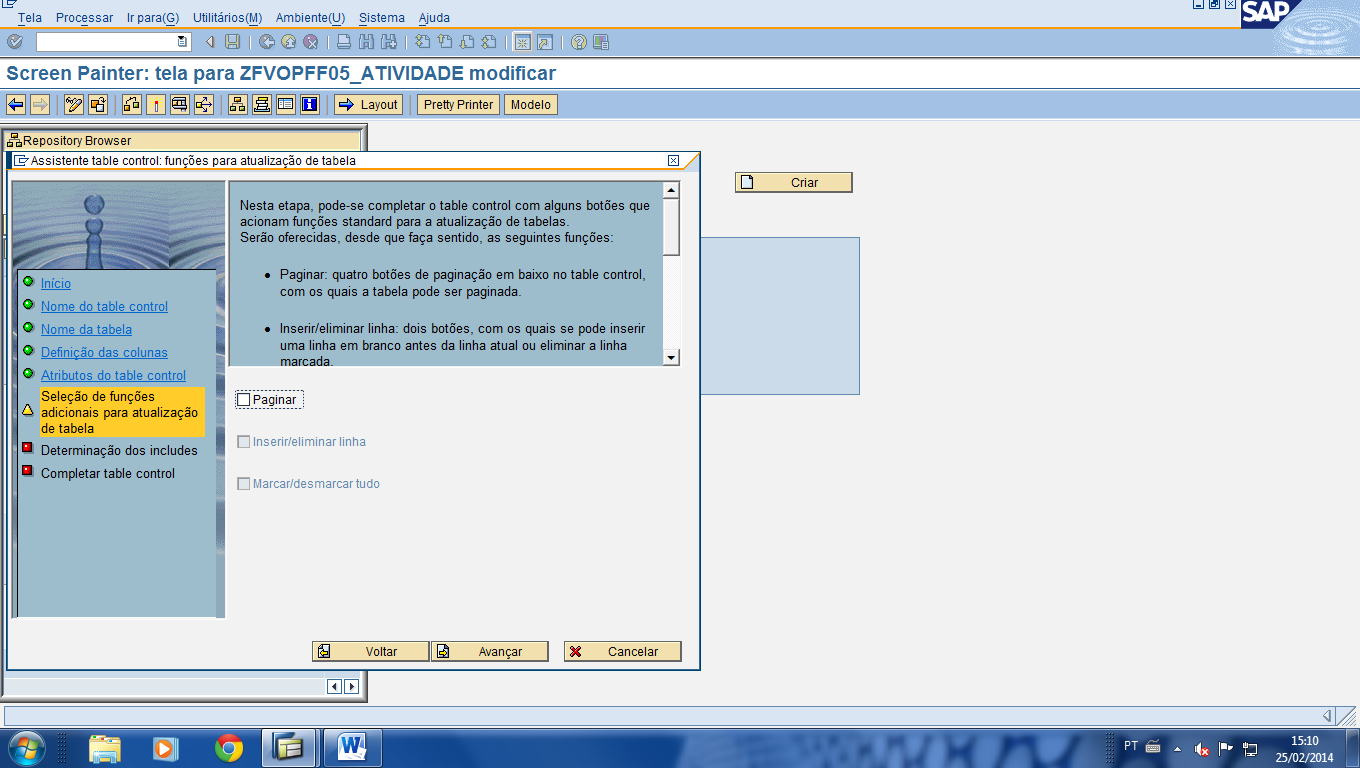 Tela Processar Ir para(G) Utilitários(M) Ambiente(U) Sistema Ajuda
SAP
Screen Painter: tela para ZFVOPFF05_ATIVIDADE modificar
Layout Pretty Printer Modelo
Repository Browser
Assistente table control: funções para atualização de tabela
Criar
Nesta etapa, pode-se completar o table control com alguns botões que
acionam funções standard para a atualização de tabelas.
Serão oferecidas, desde que faça sentido, as seguintes funções:
• Paginar: quatro botões de paginação em baixo no table control,
com os quais a tabela pode ser paginada.
• Inserir/eliminar linha: dois botões, com os quais se pode inserir
uma linha em branco antes da linha atual ou eliminar a linha
marcada.
Início
Nome do table control
Nome da tabela
Definição das colunas
Atributos do table control
Seleção de funções
adicionais para atualização
de tabela
Determinação dos includes
Completar table control
Paginar
Inserir/eliminar linha
Marcar/desmarcar tudo
Voltar Avançar Cancelar
PT
15:10
25/02/2014